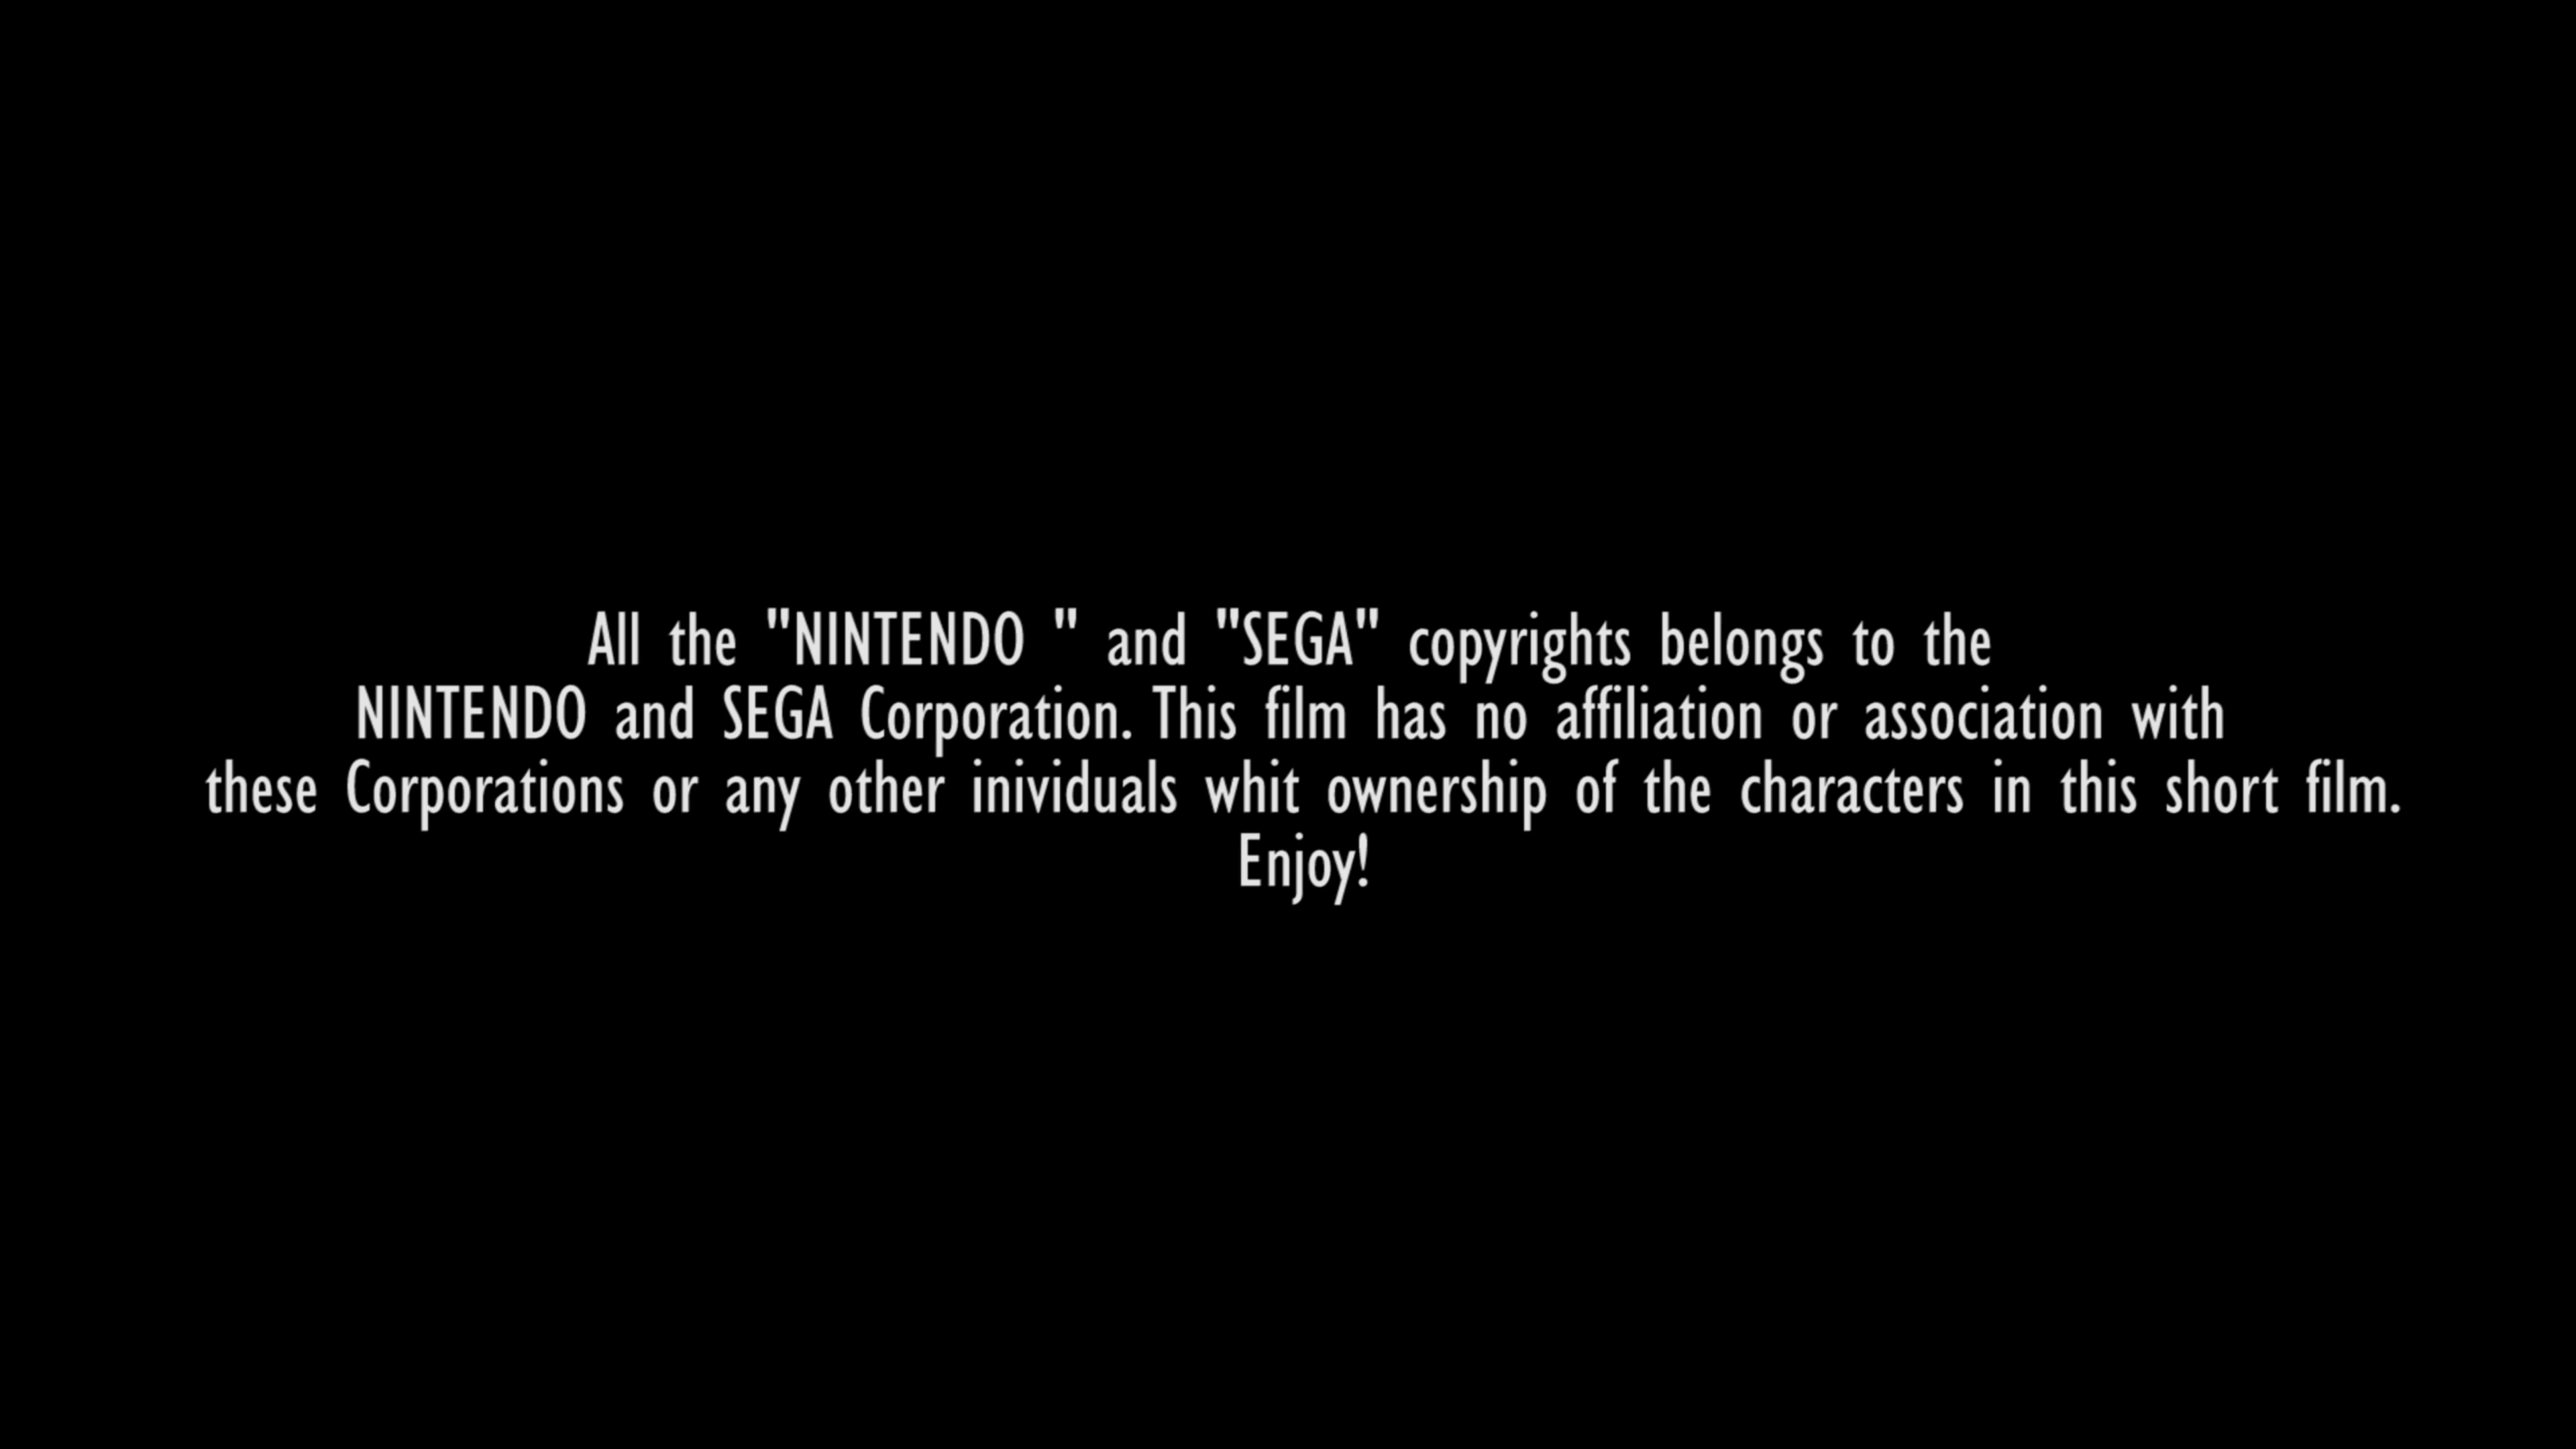 All the "NINTENDO " and "SEGA" copyrights belongs to the
NINTENDO and SEGA Corporation. This film has no affiliation or association with
these Corporations or any other inividuals whit ownership of the characters in this short film.
Enjoy!